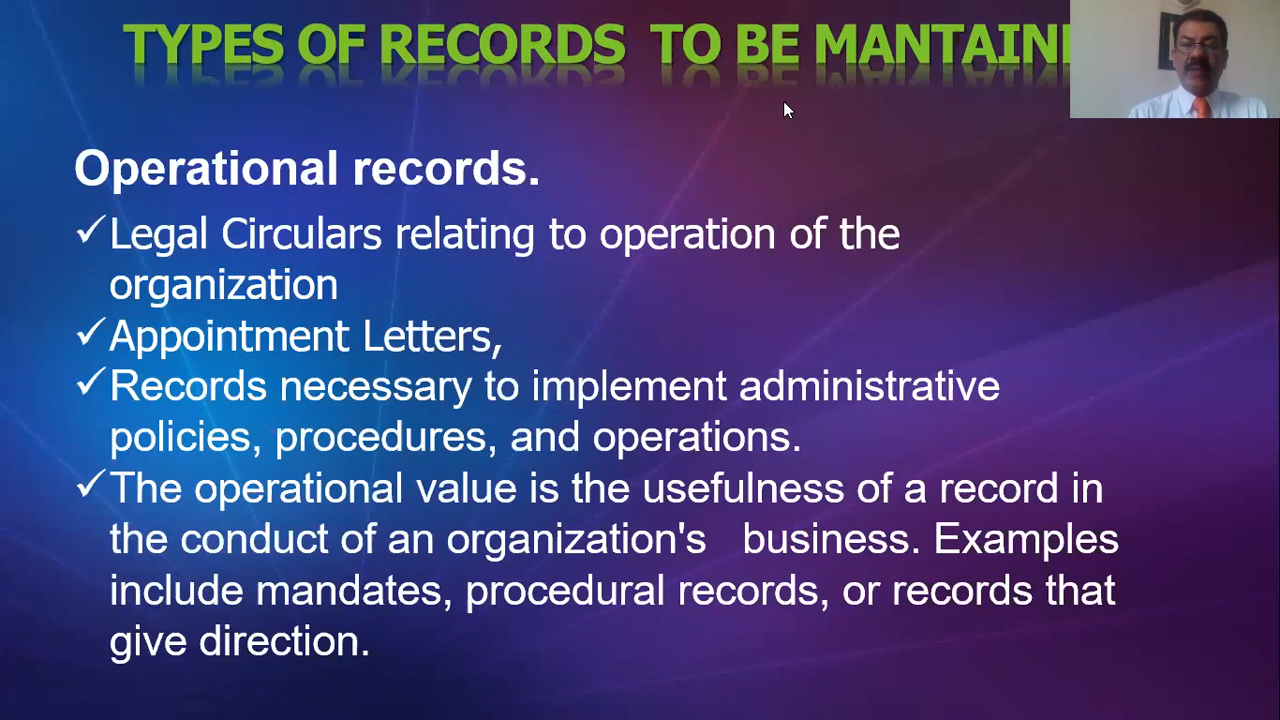 TYPES OF RECORDS TO BE MANTAIN
Operational records.
✓Legal Circulars relating to operation of the
organization
✓Appointment Letters,
✓Records necessary to implement administrative
policies, procedures, and operations.
✓The operational value is the usefulness of a record in
the conduct of an organization's business. Examples
include mandates, procedural records, or records that
give direction.